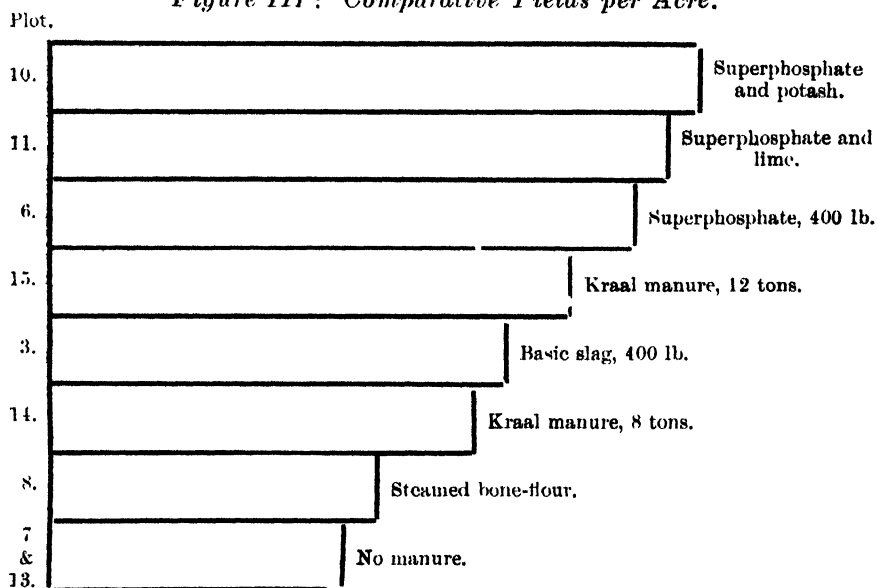 Figure III: Comparative Yields per Acre.
Plot.
10.
Superphosphate
and potash.
11.
Superphosphate and
lime.
6.
Superphosphate, 400 lb.
15.
Kraal manure, 12 tons.
3.
Basic slag, 400 lb.
14.
Kraal manure, 8 tons.
8.
Steamed bone-flour.
7
&
13.
No manure.